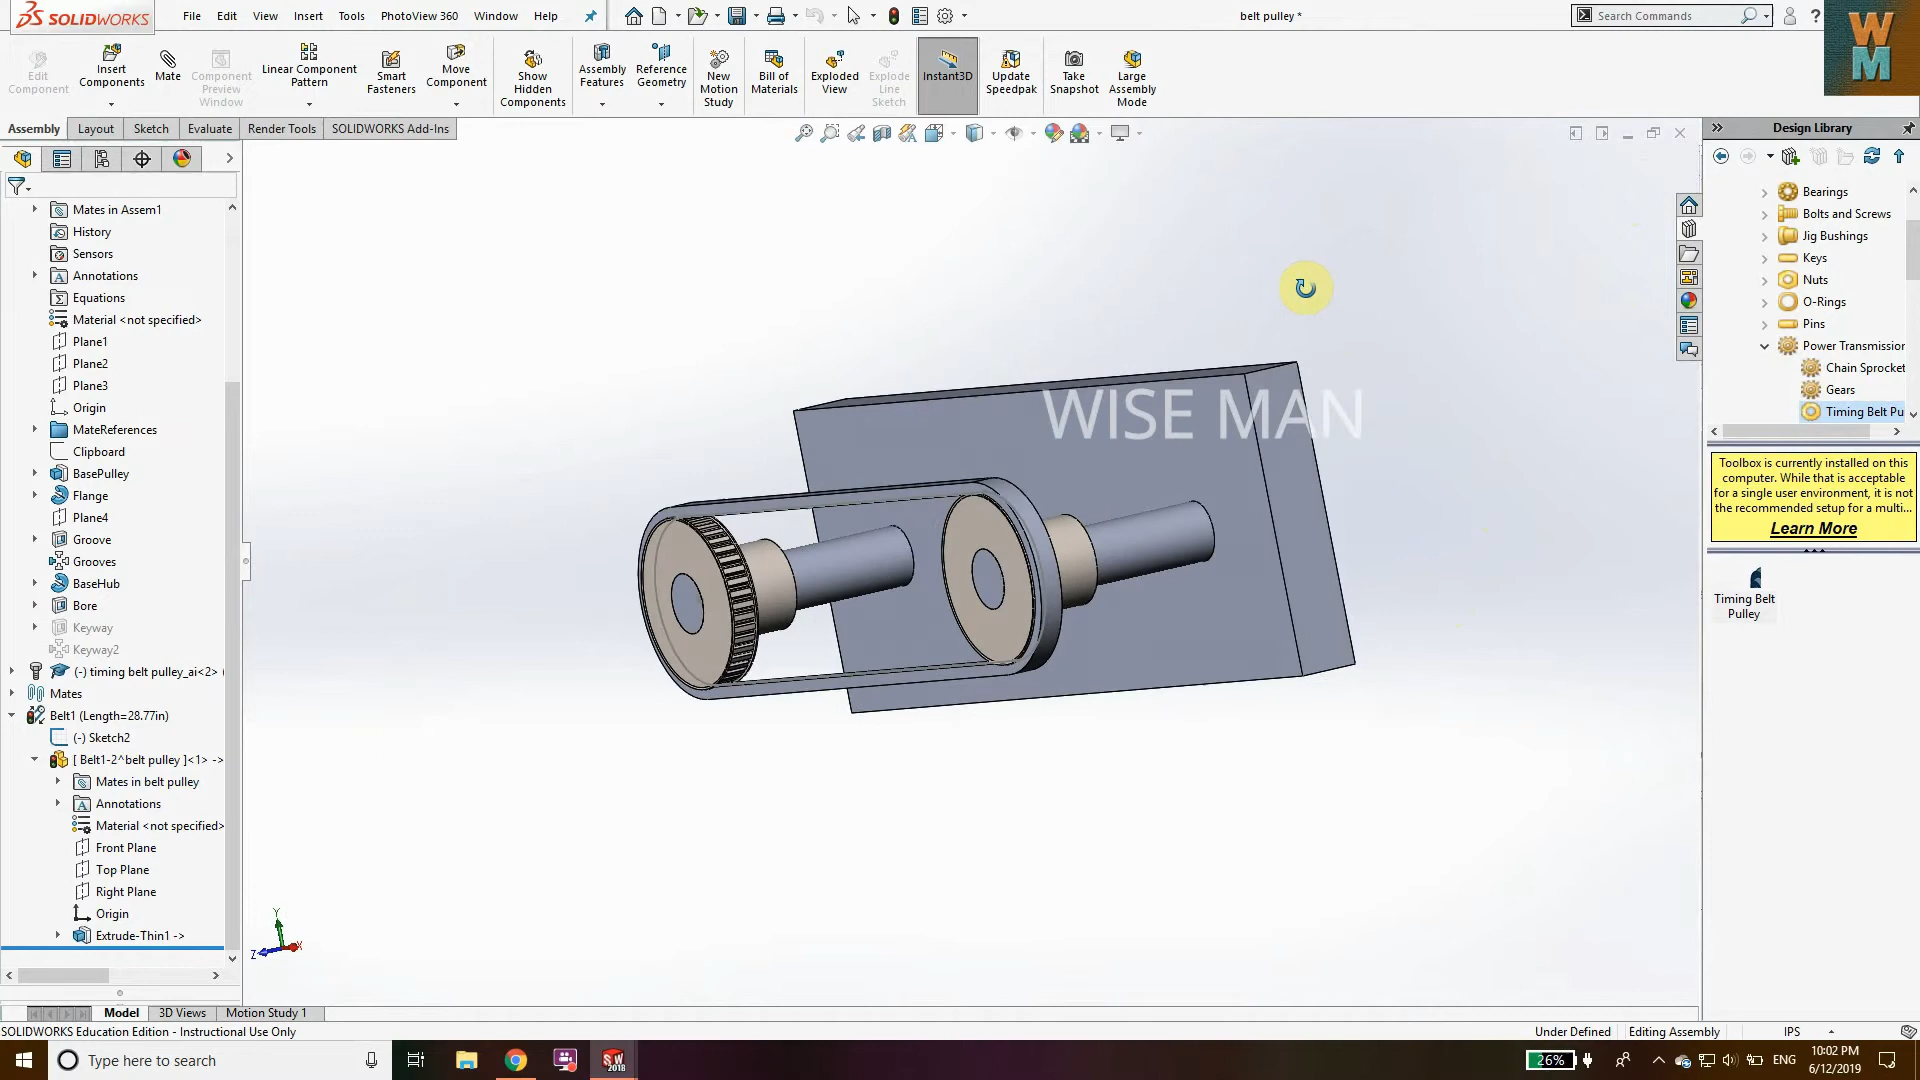 SOLIDWORKS
File Edit View Insert Tools PhotoView 360 Window Help
belt pulley *
Search Commands
?
WM
Edit Component
Insert Components
Mate
Component Preview Window
Linear Component Pattern
Smart Fasteners
Move Component
Show Hidden Components
Assembly Features
Reference Geometry
New Motion Study
Bill of Materials
Exploded View
Explode Line Sketch
Instant3D
Update Speedpak
Take Snapshot
Large Assembly Mode
Assembly Layout Sketch Evaluate Render Tools SOLIDWORKS Add-Ins
Mates in Assem1
History
Sensors
Annotations
Equations
Material <not specified>
Plane1
Plane2
Plane3
Origin
MateReferences
Clipboard
BasePulley
Flange
Plane4
Groove
Grooves
BaseHub
Bore
Keyway
Keyway2
(-) timing belt pulley_ai<2> (
Mates
Belt1 (Length=28.77in)
(-) Sketch2
[ Belt1-2^belt pulley ]<1> ->
Mates in belt pulley
Annotations
Material <not specified>
Front Plane
Top Plane
Right Plane
Origin
Extrude-Thin1 ->
WISE MAN
Y
Z
X
Design Library
Bearings
Bolts and Screws
Jig Bushings
Keys
Nuts
O-Rings
Pins
Power Transmission
Chain Sprocket
Gears
Timing Belt Pu
Toolbox is currently installed on this
computer. While that is acceptable
for a single user environment, it is not
the recommended setup for a multi...
Learn More
Timing Belt
Pulley
Model 3D Views Motion Study 1
SOLIDWORKS Education Edition - Instructional Use Only
Under Defined Editing Assembly IPS
Type here to search
SW
2018
26%
ENG
10:02 PM
6/12/2019